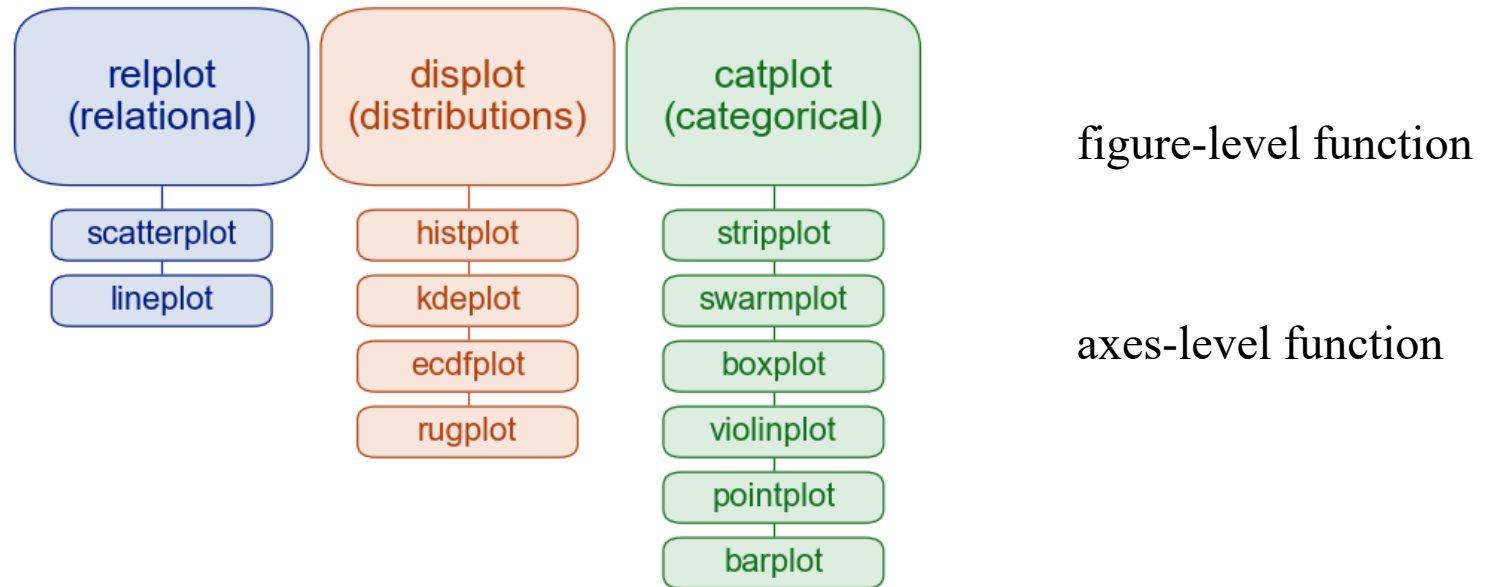 relplot
(relational)
scatterplot
lineplot
displot
(distributions)
histplot
kdeplot
ecdfplot
rugplot
catplot
(categorical)
stripplot
swarmplot
boxplot
violinplot
pointplot
barplot
figure-level function
axes-level function